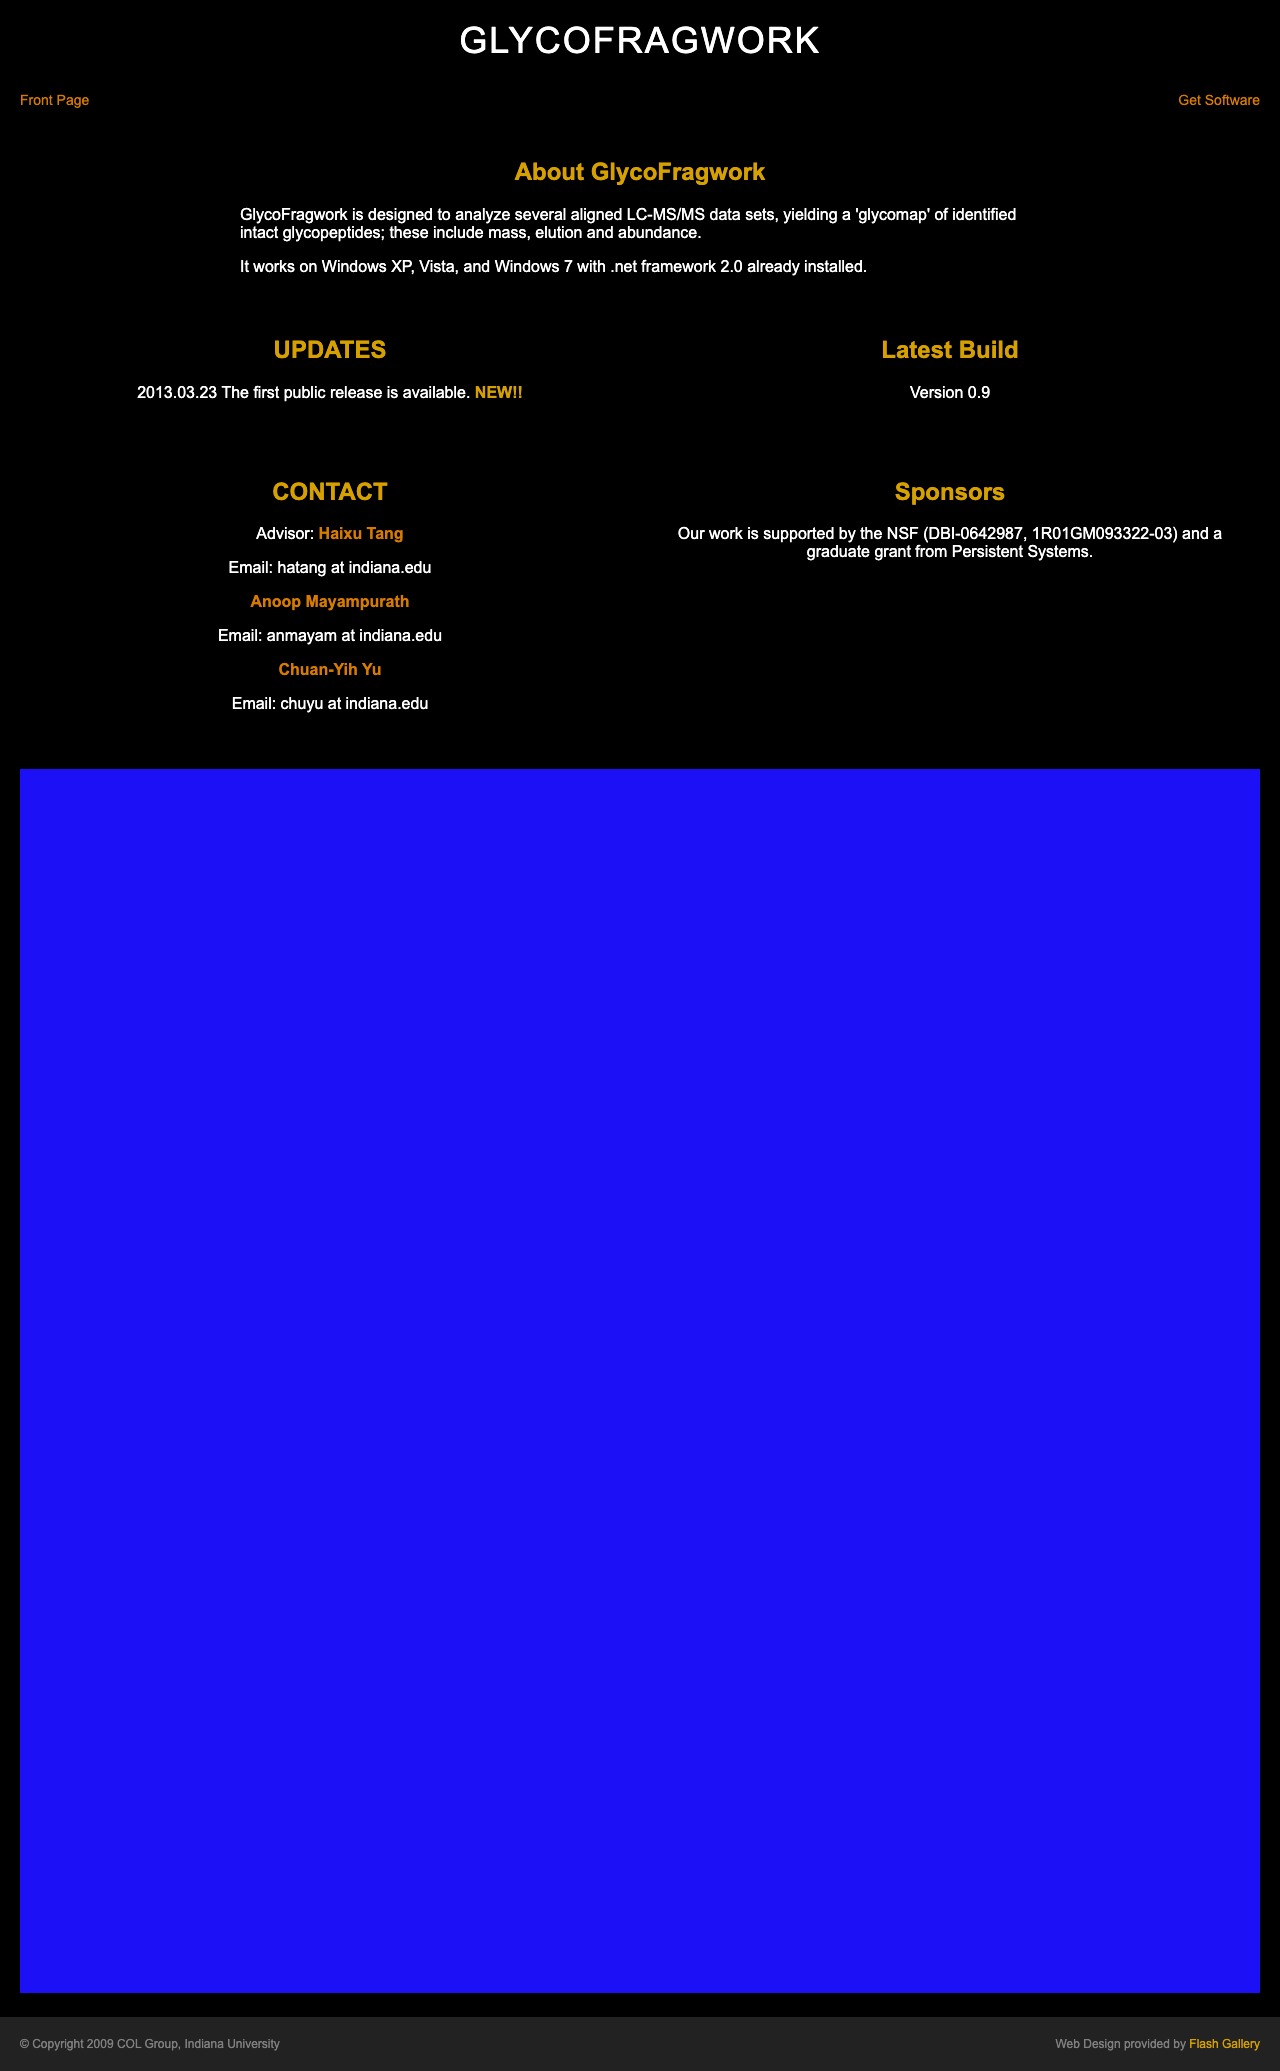 GLYCOFRAGWORK
Front Page
Get Software
About GlycoFragwork
GlycoFragwork is designed to analyze several aligned LC-MS/MS data sets, yielding a 'glycomap' of identified
intact glycopeptides; these include mass, elution and abundance.
It works on Windows XP, Vista, and Windows 7 with .net framework 2.0 already installed.
UPDATES
2013.03.23 The first public release is available. NEW!!
Latest Build
Version 0.9
CONTACT
Advisor: Haixu Tang
Email: hatang at indiana.edu
Anoop Mayampurath
Email: anmayam at indiana.edu
Chuan-Yih Yu
Email: chuyu at indiana.edu
Sponsors
Our work is supported by the NSF (DBI-0642987, 1R01GM093322-03) and a
graduate grant from Persistent Systems.
© Copyright 2009 COL Group, Indiana University
Web Design provided by Flash Gallery